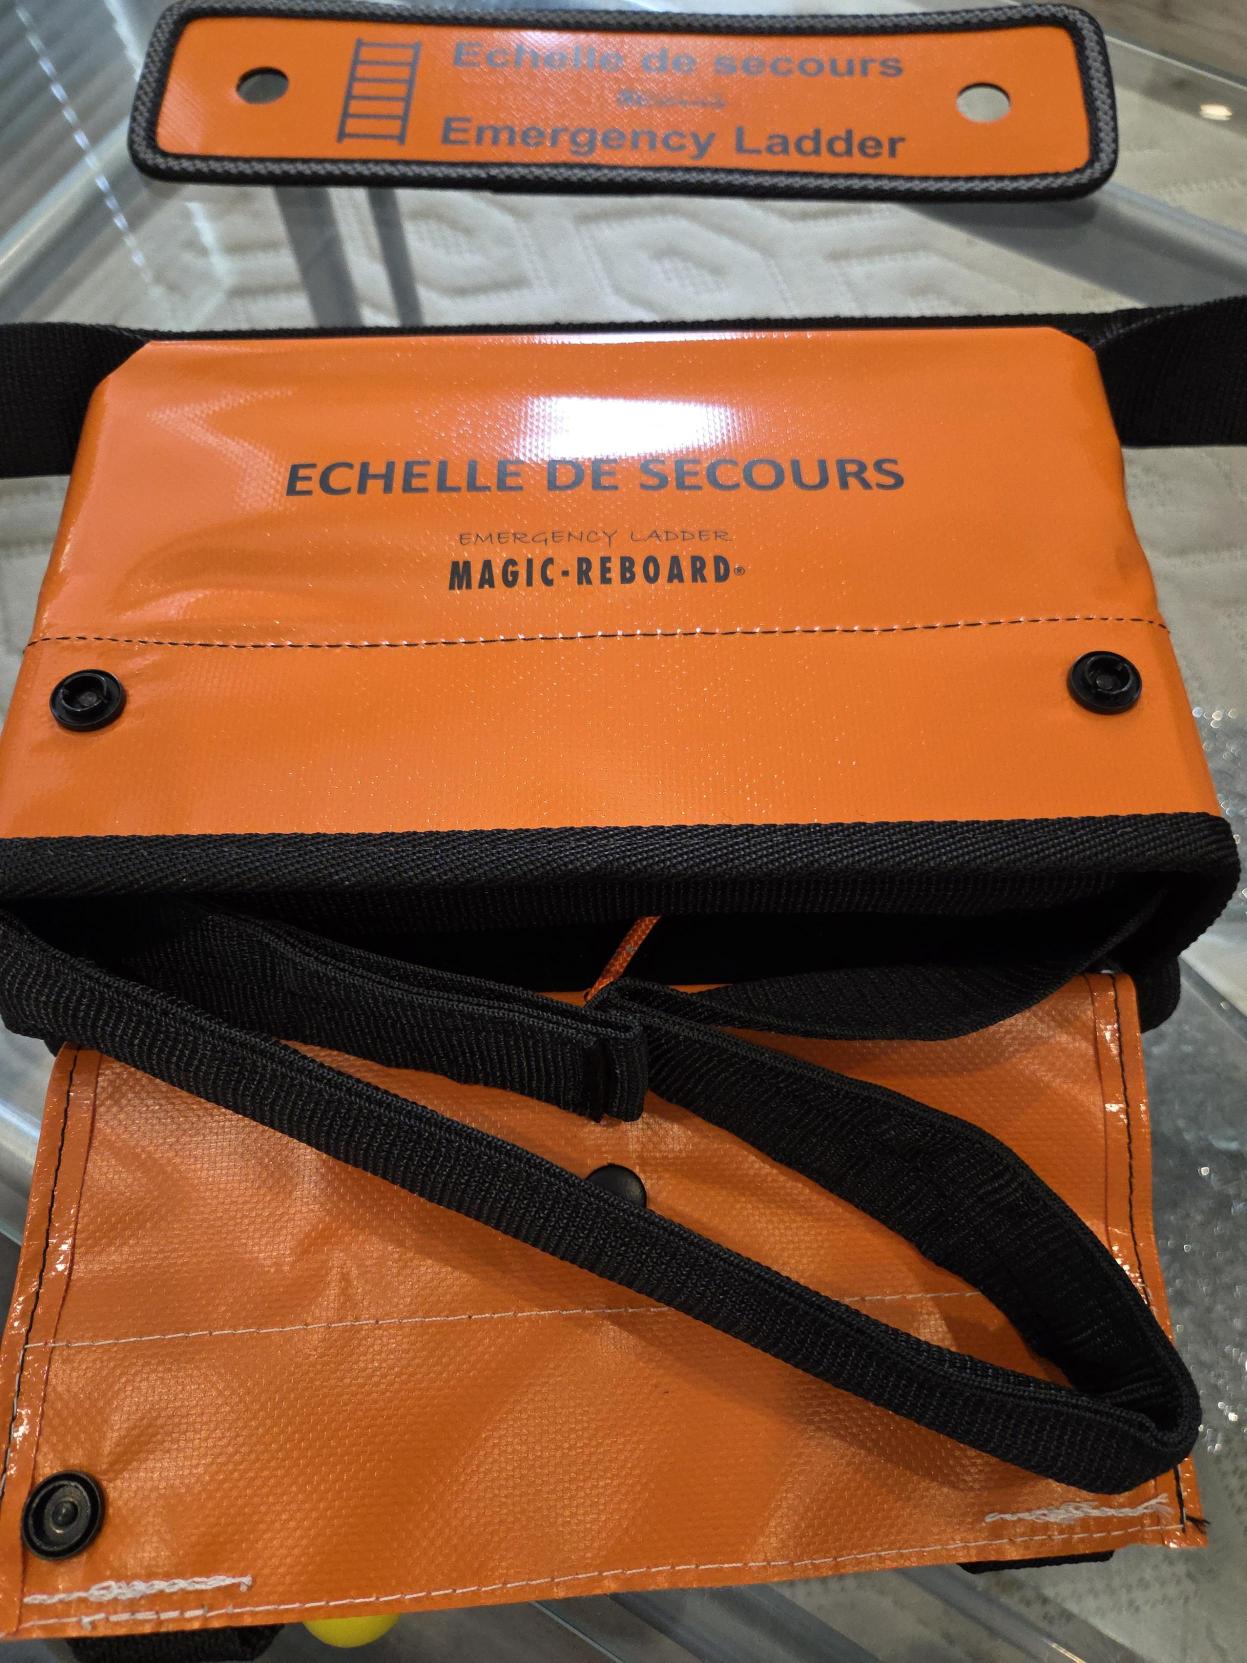 Echelle de secours
Emergency Ladder
ECHELLE DE SECOURS
EMERGENCY LADDER
MAGIC-REBOARD®